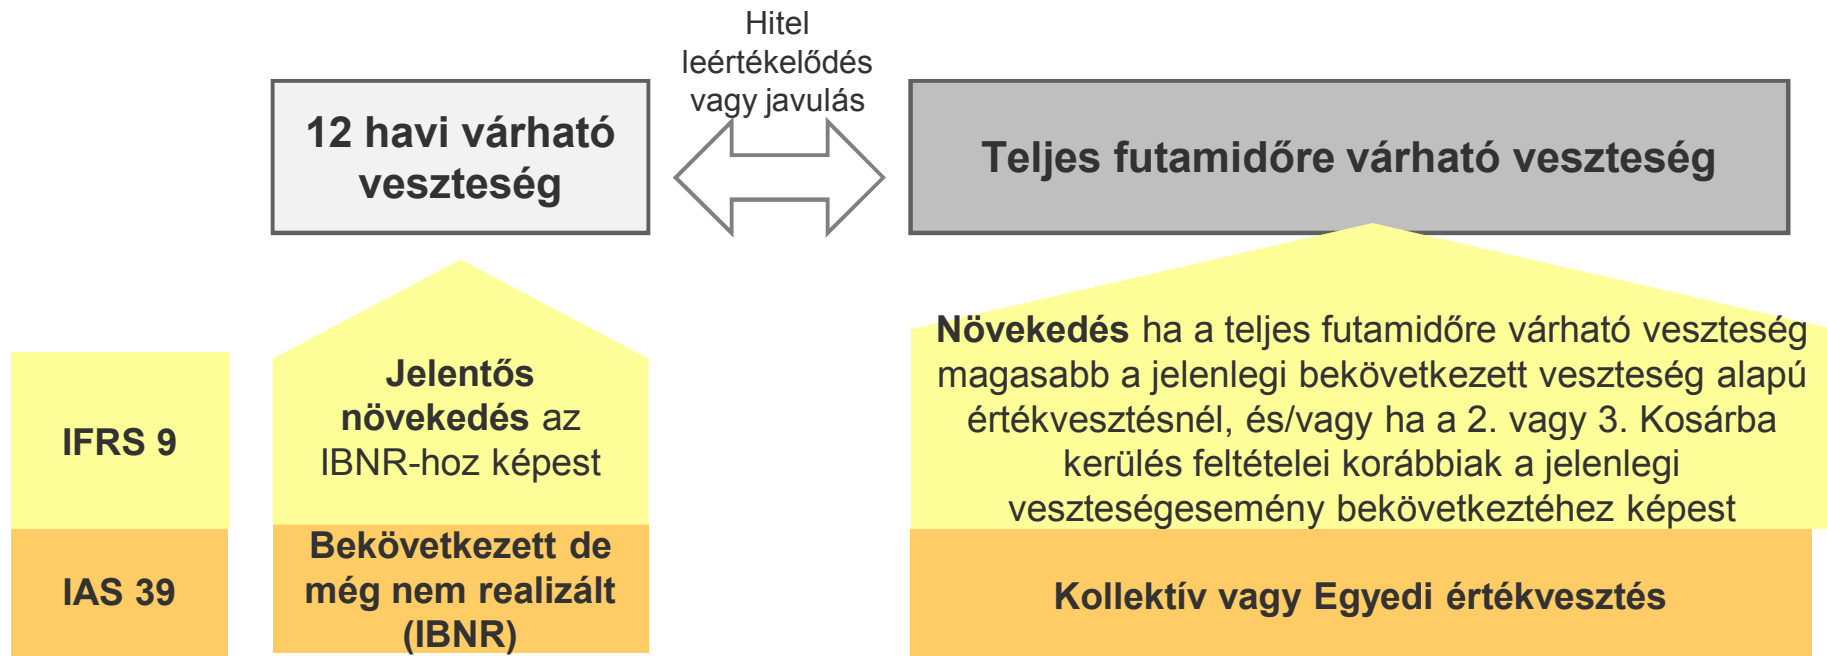 Hitel
leértékelődés
vagy javulás
12 havi várható
veszteség
Teljes futamidőre várható veszteség
IFRS 9
Jelentős
növekedés az
IBNR-hoz képest
Növekedés ha a teljes futamidőre várható veszteség
magasabb a jelenlegi bekövetkezett veszteség alapú
értékvesztésnél, és/vagy ha a 2. vagy 3. Kosárba
kerülés feltételei korábbiak a jelenlegi
veszteségesemény bekövetkeztéhez képest
IAS 39
Bekövetkezett de
még nem realizált
(IBNR)
Kollektív vagy Egyedi értékvesztés